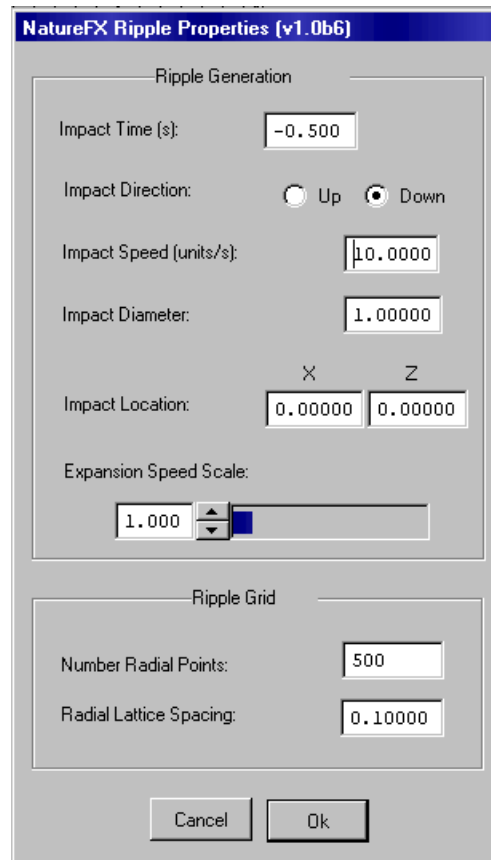 NatureFX Ripple Properties (v1.0b6)
Ripple Generation
Impact Time (s): -0.500
Impact Direction: Up Down
Impact Speed (units/s): 10.0000
Impact Diameter: 1.00000
X Z
Impact Location: 0.00000 0.00000
Expansion Speed Scale:
1.000
Ripple Grid
Number Radial Points: 500
Radial Lattice Spacing: 0.10000
Cancel Ok